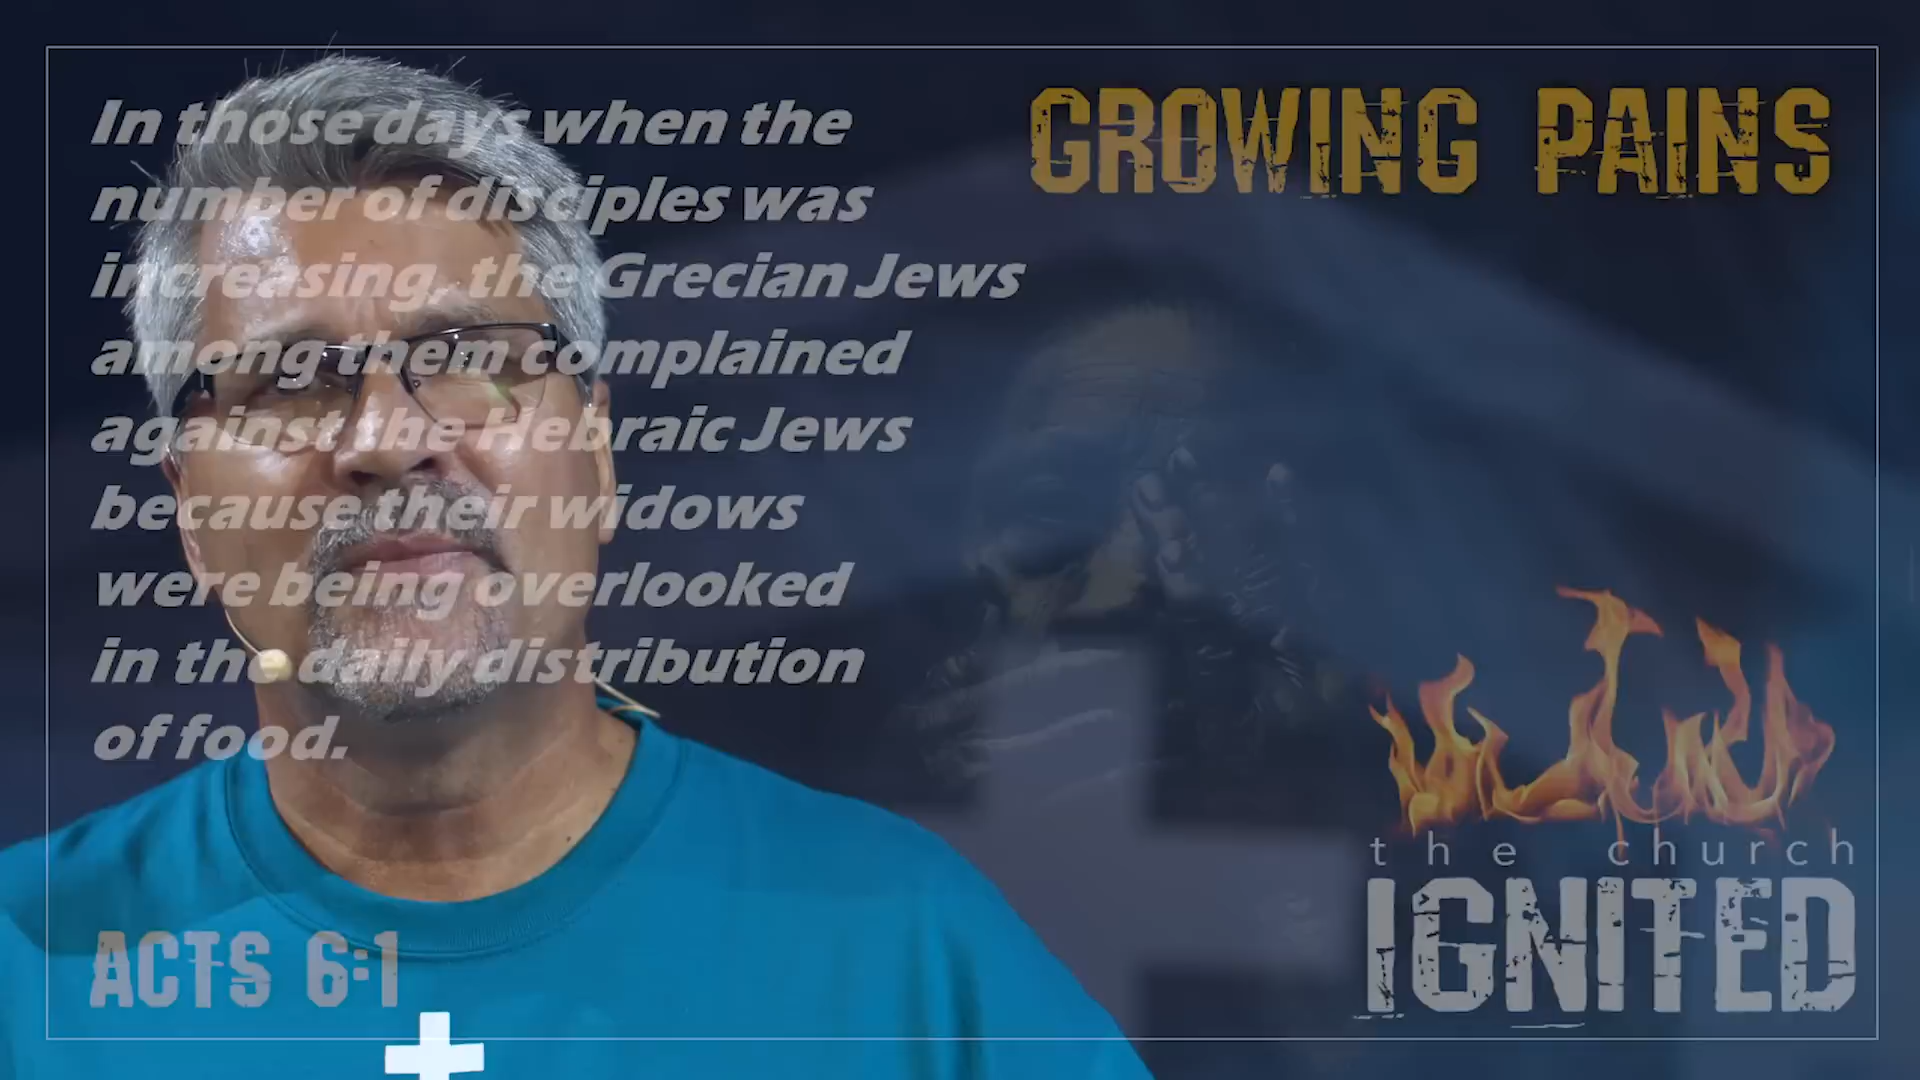 In those days when the
number of disciples was
increasing, the Grecian Jews
among them complained
against the Hebraic Jews
because their widows
were being overlooked
in the daily distribution
of food.
ACTS 6:1
GROWING PAINS
the church
IGNITED